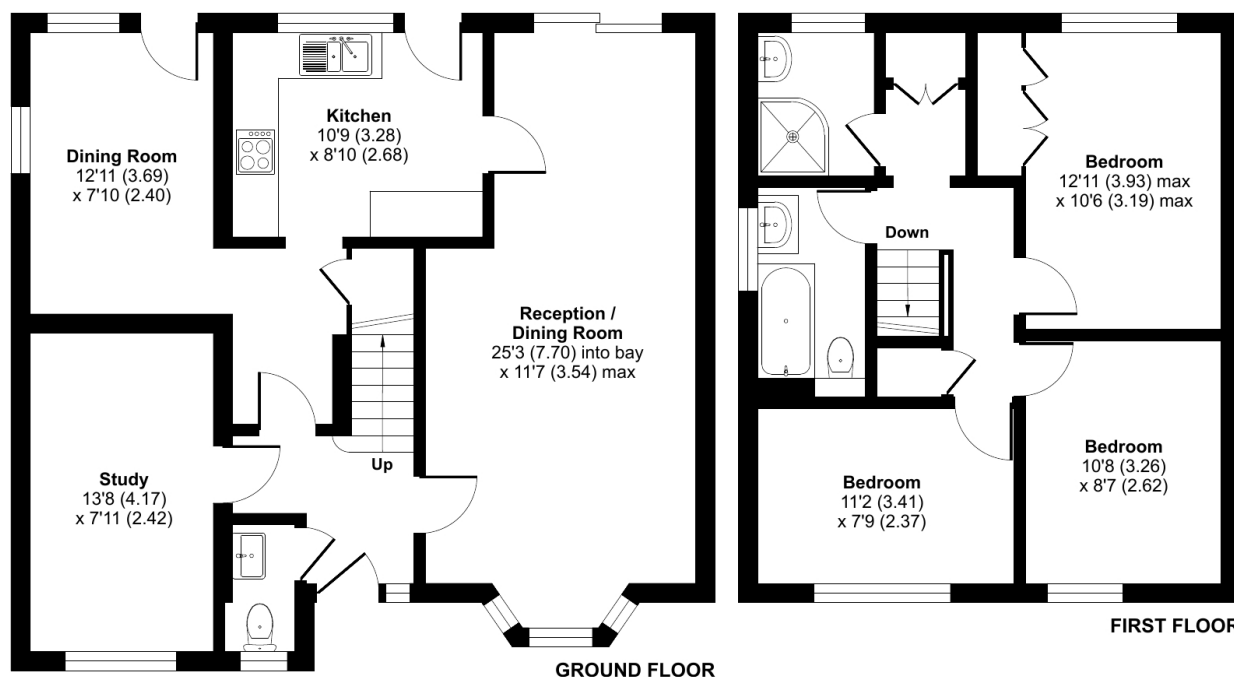 Dining Room
12'11 (3.69)
x 7'10 (2.40)
Kitchen
10'9 (3.28)
x 8'10 (2.68)
Reception /
Dining Room
25'3 (7.70) into bay
x 11'7 (3.54) max
Study
13'8 (4.17)
x 7'11 (2.42)
Up
GROUND FLOOR
Bedroom
12'11 (3.93) max
x 10'6 (3.19) max
Down
Bedroom
10'8 (3.26)
x 8'7 (2.62)
Bedroom
11'2 (3.41)
x 7'9 (2.37)
FIRST FLOOR